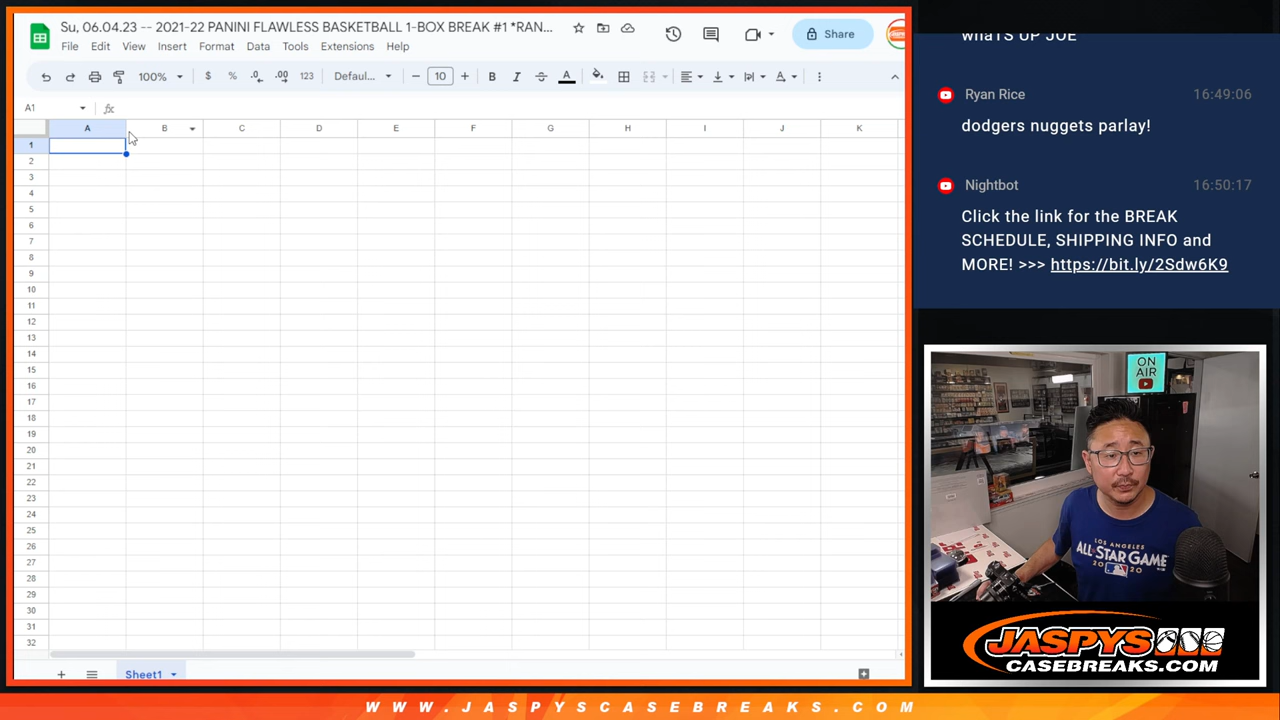 Su, 06.04.23 -- 2021-22 PANINI FLAWLESS BASKETBALL 1-BOX BREAK #1 *RAN...
File Edit View Insert Format Data Tools Extensions Help
Share
100% $ % .0 .00 123 Defaul... − 10 + B I A
A1 fx
A B C D E F G H I J K
1
2
3
4
5
6
7
8
9
10
11
12
13
14
15
16
17
18
19
20
21
22
23
24
25
26
27
28
29
30
31
32
+ Sheet1
whaTS UP JOE
Ryan Rice 16:49:06
dodgers nuggets parlay!
Nightbot 16:50:17
Click the link for the BREAK
SCHEDULE, SHIPPING INFO and
MORE! >>> https://bit.ly/2Sdw6K9
ON
AIR
LOS ANGELES
ALL-STAR GAME
2020
JASPYS
CASEBREAKS.COM
WWW.JASPYSCASEBREAKS.COM